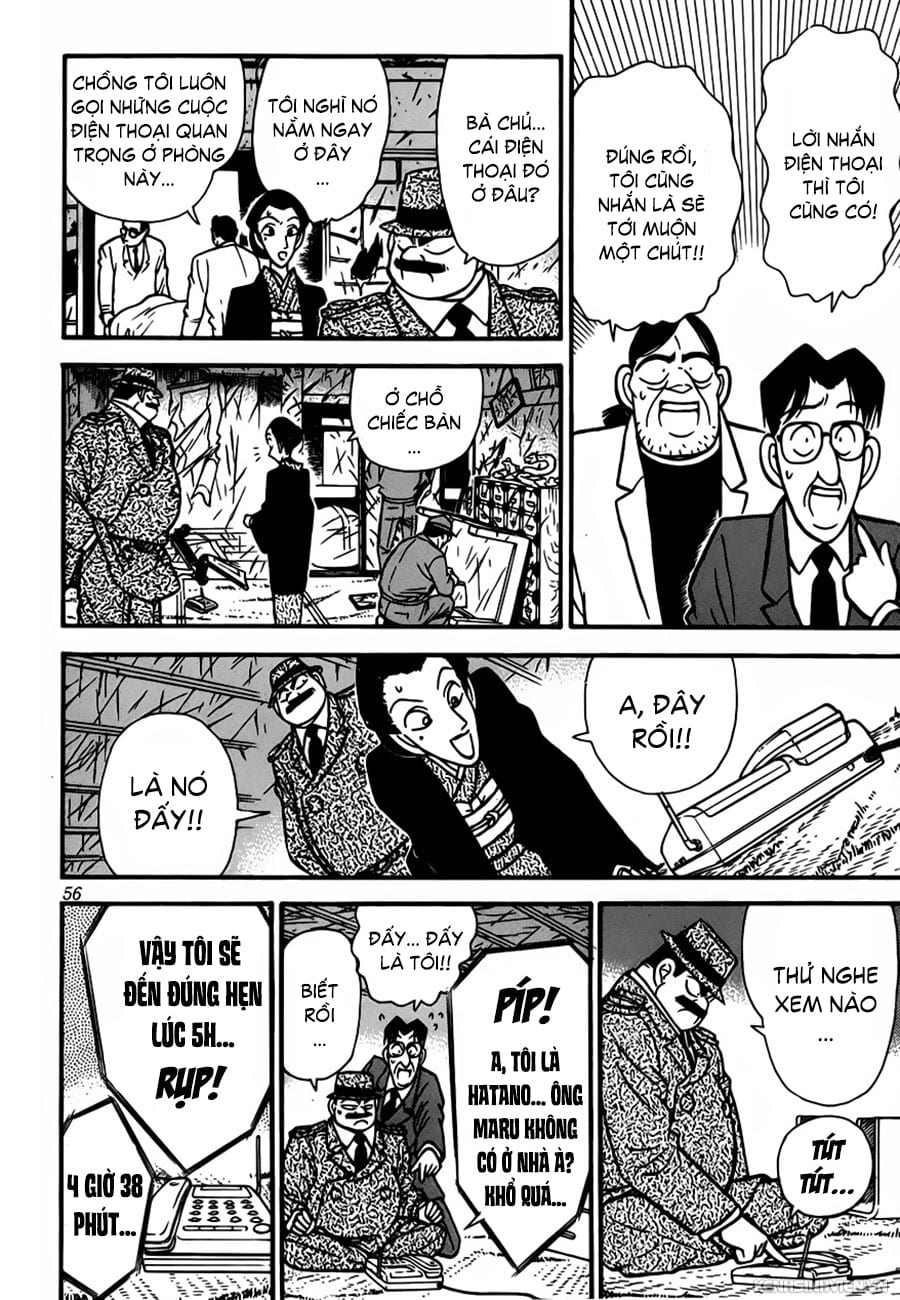 LỜI NHẮN
ĐIỆN THOẠI
THÌ TÔI
CŨNG CÓ!
ĐÚNG RỒI,
TÔI CŨNG
NHẮN LÀ SẼ
TỚI MUỘN
MỘT CHÚT!!
BÀ CHỦ...
CÁI ĐIỆN
THOẠI ĐÓ
Ở ĐÂU?
TÔI NGHĨ NÓ
NẰM NGAY
Ở ĐÂY
...
CHỒNG TÔI LUÔN
GỌI NHỮNG CUỘC
ĐIỆN THOẠI QUAN
TRỌNG Ở PHÒNG
NÀY...
Ở CHỖ
CHIẾC BÀN
A, ĐÂY
RỒI!!
LÀ NÓ
ĐẤY!!
56
THỬ NGHE
XEM NÀO
...
TÚT
TÚT...
PÍP!
A, TÔI LÀ
HATANO... ÔNG
MARU KHÔNG
CÓ Ở NHÀ À?
KHỔ QUÁ...
ĐẤY... ĐẤY
LÀ TÔI!!
BIẾT
RỒI
...
VẬY TÔI SẼ
ĐẾN ĐÚNG HẸN
LÚC 5H...
RỤP!
4 GIỜ 38
PHÚT...